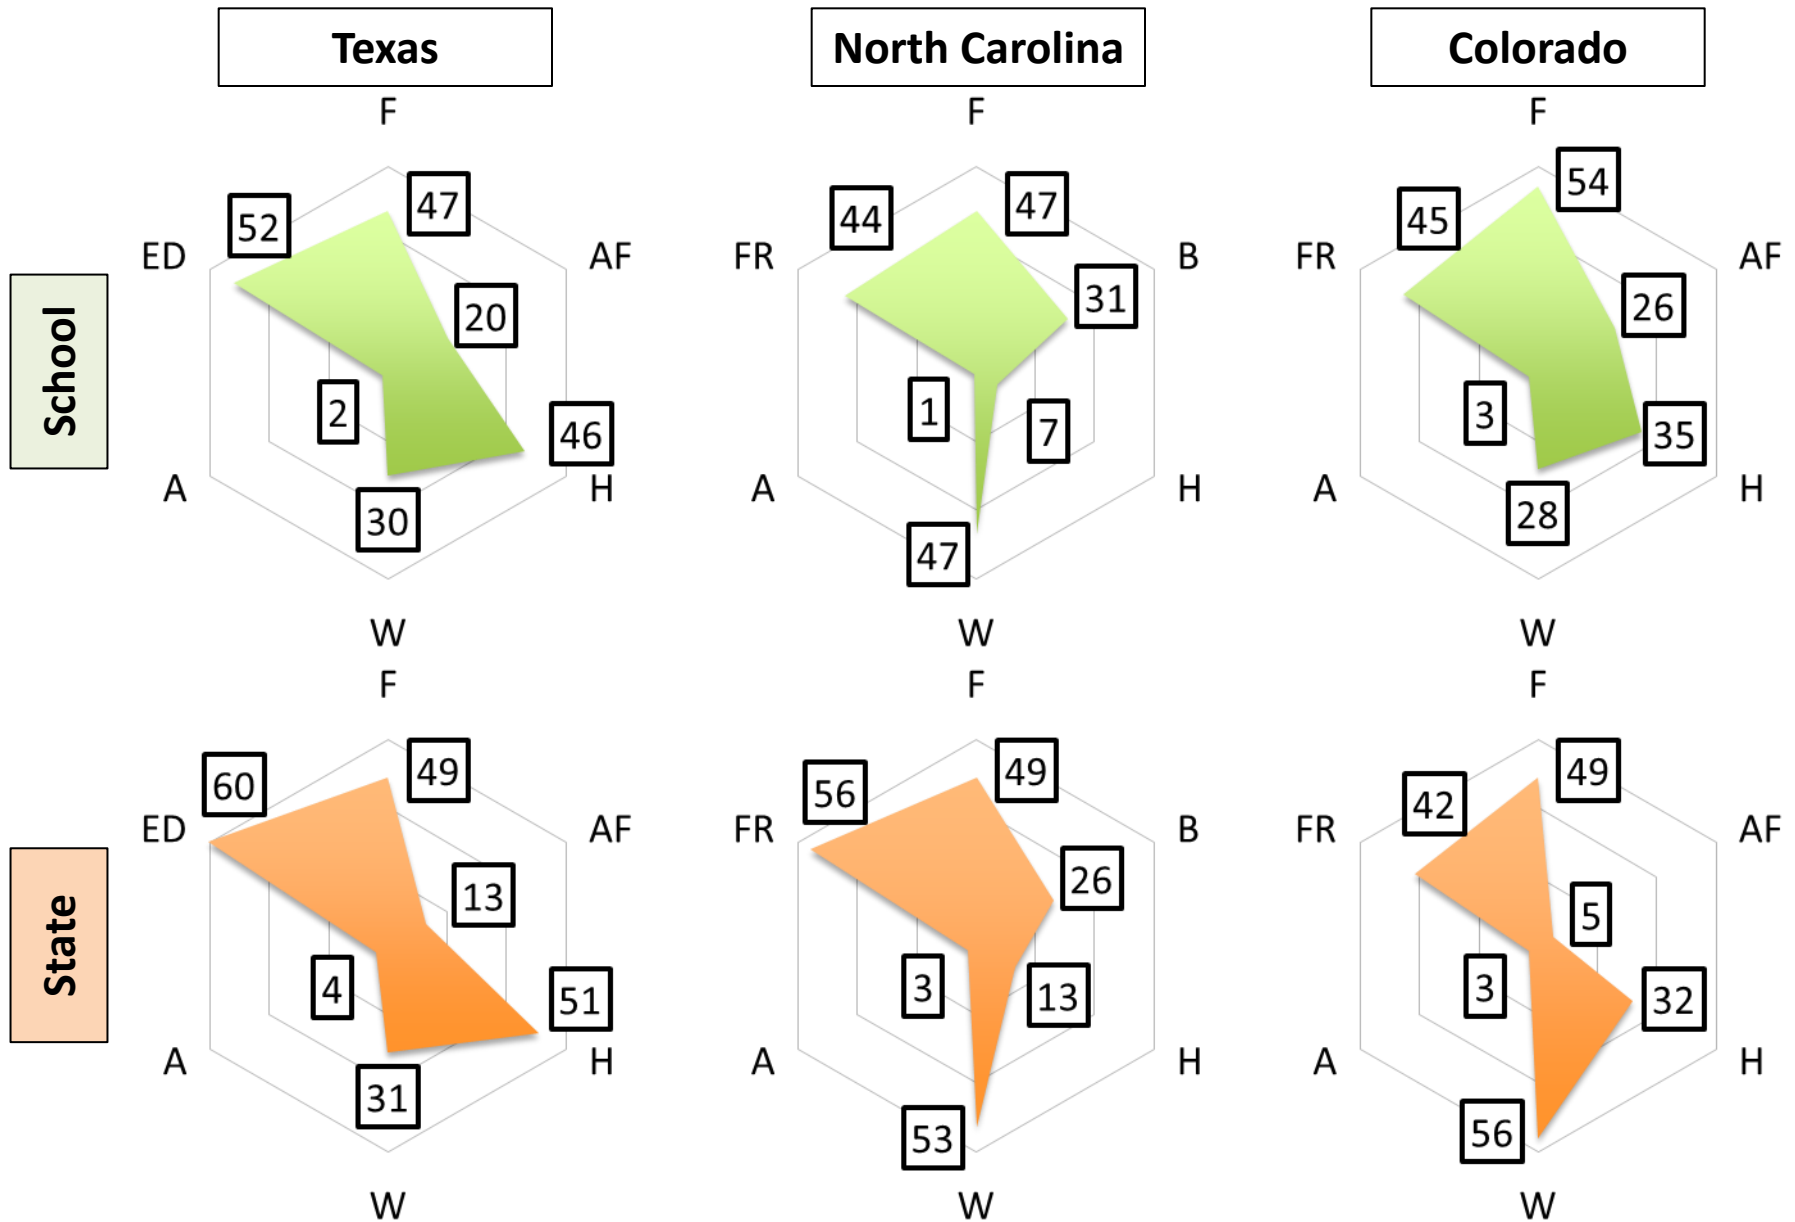 Texas
North Carolina
Colorado
School
F
47
AF
20
46
H
30
W
2
A
52
ED
F
47
B
31
7
H
47
W
1
A
44
FR
F
54
AF
26
35
H
28
W
3
A
45
FR
State
F
49
AF
13
51
H
31
W
4
A
60
ED
F
49
B
26
13
H
53
W
3
A
56
FR
F
49
AF
5
32
H
56
W
3
A
42
FR